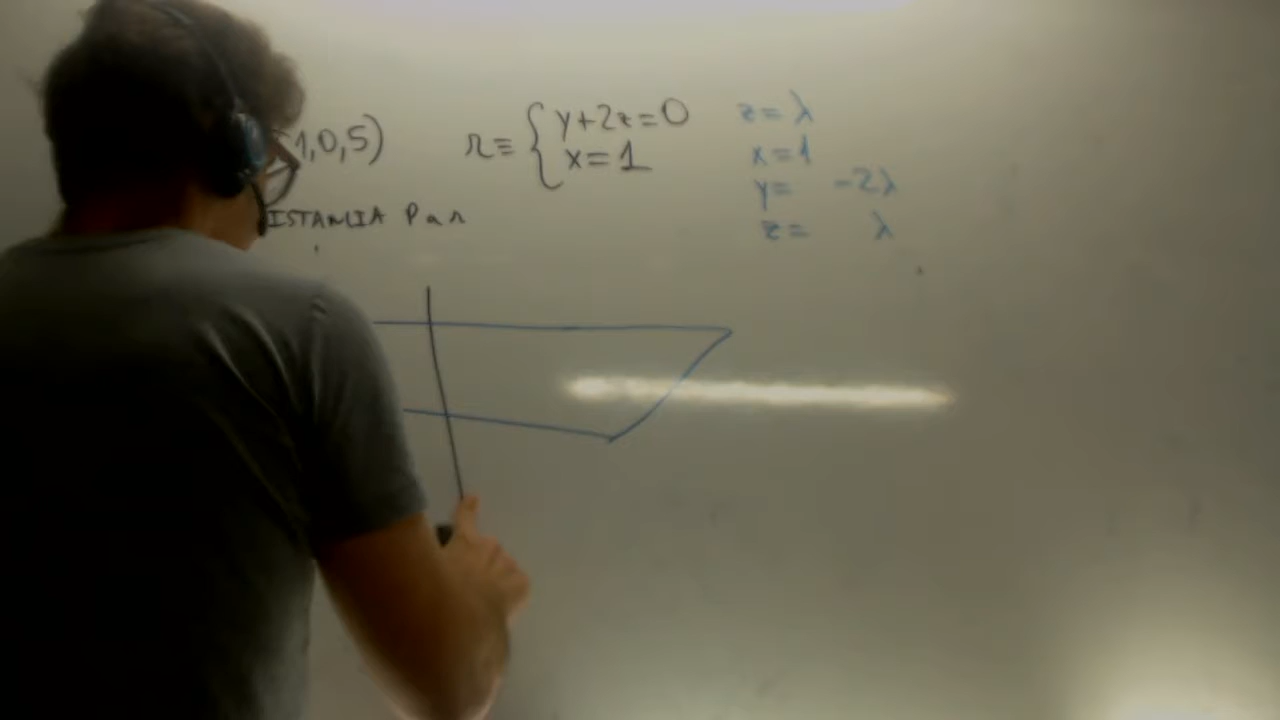 1,0,5) r≡ { y+2z=0 z=λ
x=1 x=1
y= -2λ
ISTANCIA P a r z= λ